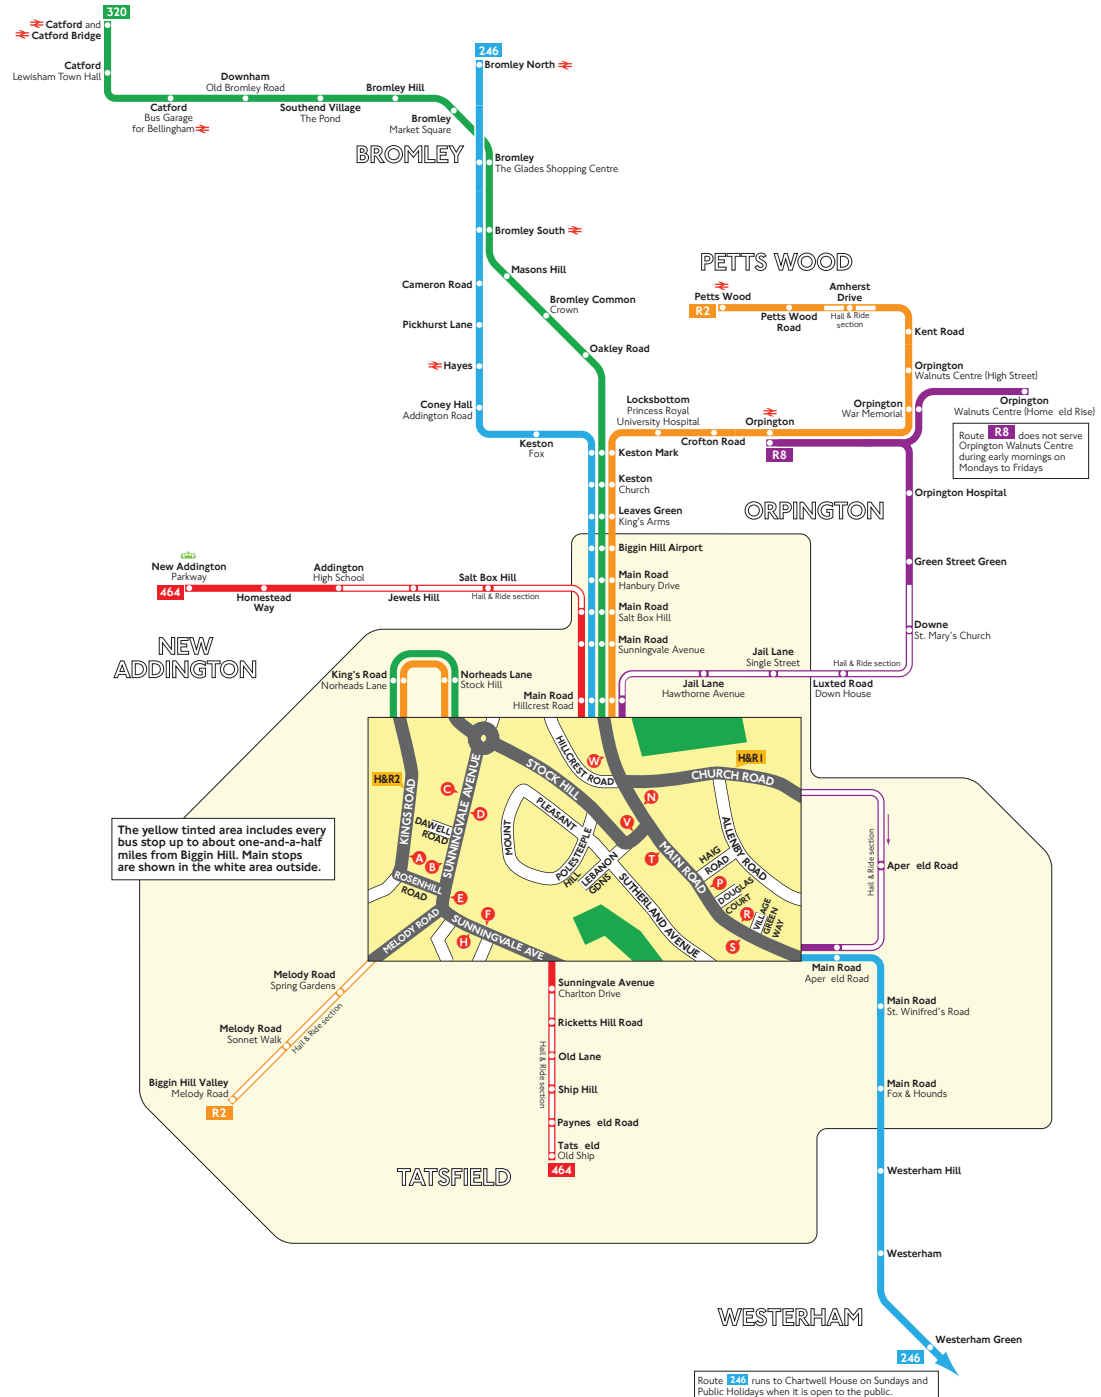 320
Catford and
Catford Bridge
Catford
Lewisham Town Hall
Downham
Old Bromley Road
Bromley Hill
Catford
Bus Garage
for Bellingham
Southend Village
The Pond
Bromley
Market Square
246
Bromley North
BROMLEY
Bromley
The Glades Shopping Centre
Bromley South
Masons Hill
Cameron Road
Bromley Common
Crown
Pickhurst Lane
Oakley Road
Hayes
Coney Hall
Addington Road
Keston
Fox
PETTS WOOD
Petts Wood
R2
Petts Wood
Road
Amherst
Drive
Hail & Ride
section
Kent Road
Orpington
Walnuts Centre (High Street)
Orpington
War Memorial
Orpington
Walnuts Centre (Home eld Rise)
Locksbottom
Princess Royal
University Hospital
Crofton Road
Orpington
R8
Route R8 does not serve
Orpington Walnuts Centre
during early mornings on
Mondays to Fridays
Keston Mark
Keston
Church
Leaves Green
King's Arms
Biggin Hill Airport
Main Road
Hanbury Drive
Main Road
Salt Box Hill
Main Road
Sunningvale Avenue
ORPINGTON
Orpington Hospital
Green Street Green
Downe
St. Mary's Church
Hail & Ride section
Luxted Road
Down House
Jail Lane
Single Street
Jail Lane
Hawthorne Avenue
New Addington
Parkway
464
Homestead
Way
Addington
High School
Jewels Hill
Salt Box Hill
Hail & Ride section
NEW
ADDINGTON
King's Road
Norheads Lane
Norheads Lane
Stock Hill
Main Road
Hillcrest Road
HILLCREST ROAD
W
H&R1
CHURCH ROAD
STOCK HILL
H&R2
KINGS ROAD
C
D
SUNNINGVALE AVENUE
DAWELL
ROAD
MOUNT
PLEASANT
POLESTEEPLE
HILL
LEBANON
GDNS
SUTHERLAND AVENUE
V
N
T
MAIN ROAD
HAIG
ROAD
ALLENBY ROAD
P
DOUGLAS
COURT
R
VILLAGE
GREEN
WAY
S
A
B
ROSENHILL
ROAD
E
F
H
MELODY ROAD
SUNNINGVALE AVE
The yellow tinted area includes every
bus stop up to about one-and-a-half
miles from Biggin Hill. Main stops
are shown in the white area outside.
Hail & Ride section
Aper eld Road
Main Road
Aper eld Road
Main Road
St. Winifred's Road
Main Road
Fox & Hounds
Westerham Hill
Westerham
WESTERHAM
Westerham Green
246
Route 246 runs to Chartwell House on Sundays and
Public Holidays when it is open to the public.
Melody Road
Spring Gardens
Melody Road
Sonnet Walk
Hail & Ride section
Biggin Hill Valley
Melody Road
R2
Sunningvale Avenue
Charlton Drive
Ricketts Hill Road
Old Lane
Hail & Ride section
Ship Hill
Paynes eld Road
Tats eld
Old Ship
464
TATSFIELD